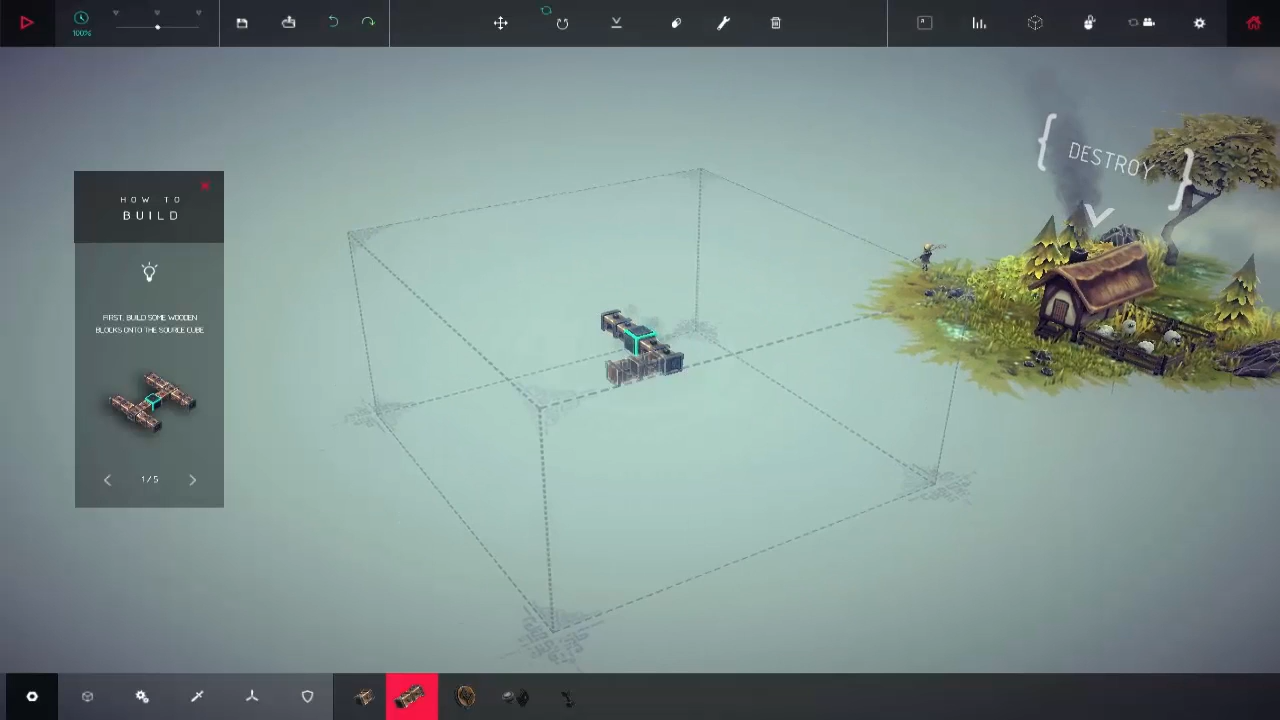 100%
HOW TO
BUILD
FIRST, BUILD SOME WOODEN
BLOCKS ONTO THE SOURCE CUBE
1/5
{ DESTROY }